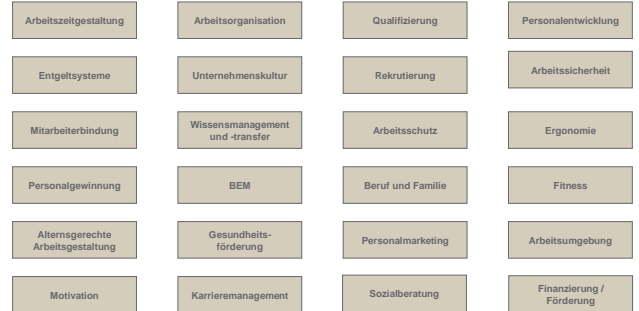 Arbeitszeitgestaltung
Arbeitsorganisation
Qualifizierung
Personalentwicklung
Entgeltsysteme
Unternehmenskultur
Rekrutierung
Arbeitssicherheit
Mitarbeiterbindung
Wissensmanagement
und -transfer
Arbeitsschutz
Ergonomie
Personalgewinnung
BEM
Beruf und Familie
Fitness
Alternsgerechte
Arbeitsgestaltung
Gesundheits-
förderung
Personalmarketing
Arbeitsumgebung
Motivation
Karrieremanagement
Sozialberatung
Finanzierung /
Förderung